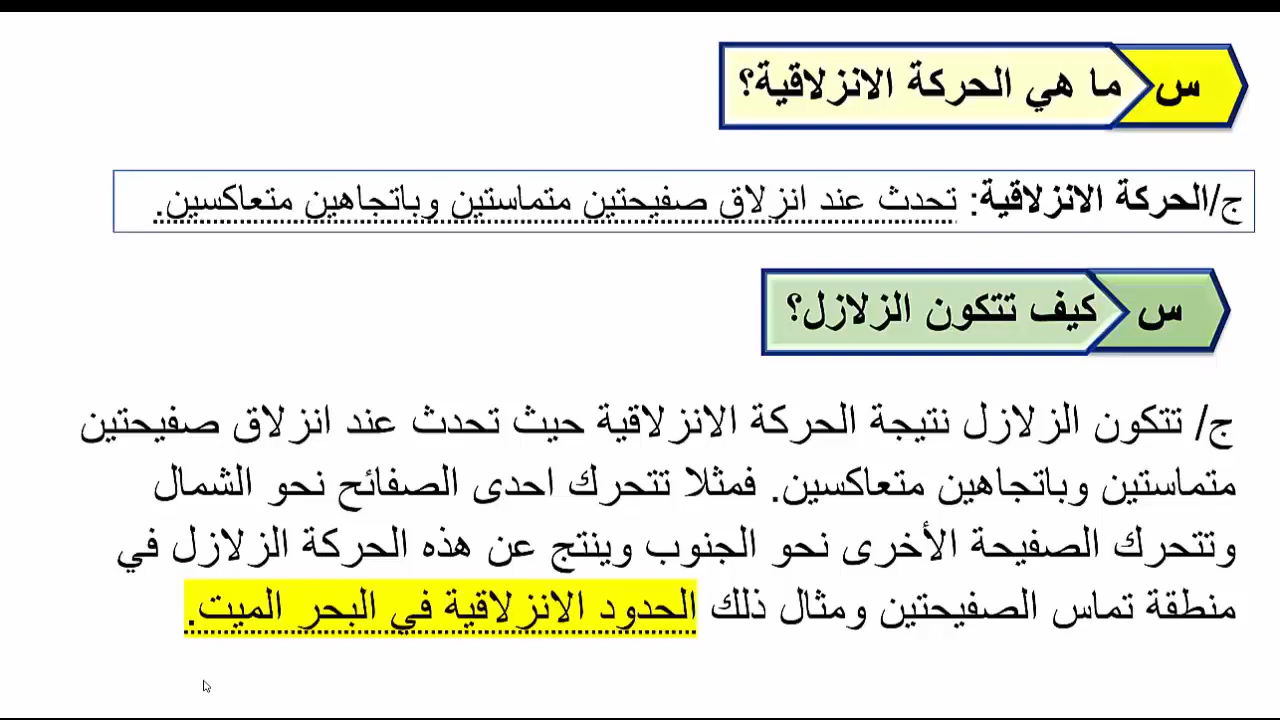 س ما هي الحركة الانزلاقية؟
ج/الحركة الانزلاقية: تحدث عند انزلاق صفيحتين متماستين وباتجاهين متعاكسين.
س كيف تتكون الزلازل؟
ج/ تتكون الزلازل نتيجة الحركة الانزلاقية حيث تحدث عند انزلاق صفيحتين
متماستين وباتجاهين متعاكسين. فمثلا تتحرك احدى الصفائح نحو الشمال
وتتحرك الصفيحة الأخرى نحو الجنوب وينتج عن هذه الحركة الزلازل في
منطقة تماس الصفيحتين ومثال ذلك الحدود الانزلاقية في البحر الميت.